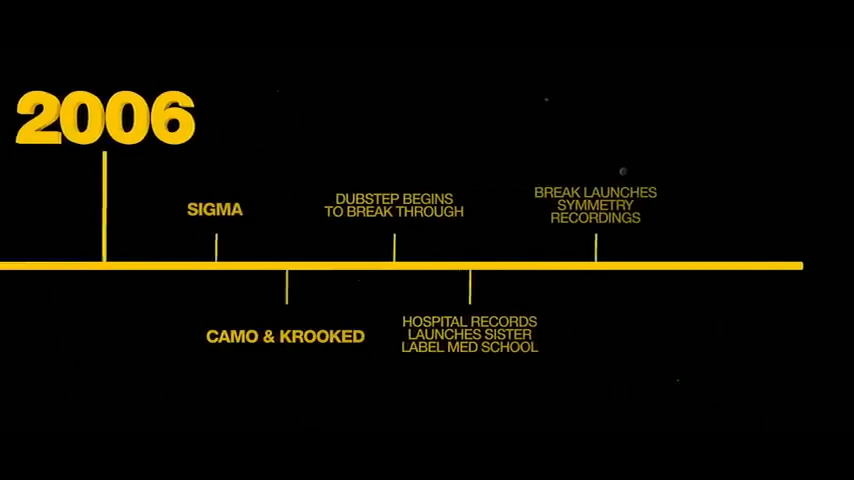 2006
SIGMA
DUBSTEP BEGINS
TO BREAK THROUGH
BREAK LAUNCHES
SYMMETRY
RECORDINGS
CAMO & KROOKED
HOSPITAL RECORDS
LAUNCHES SISTER
LABEL MED SCHOOL